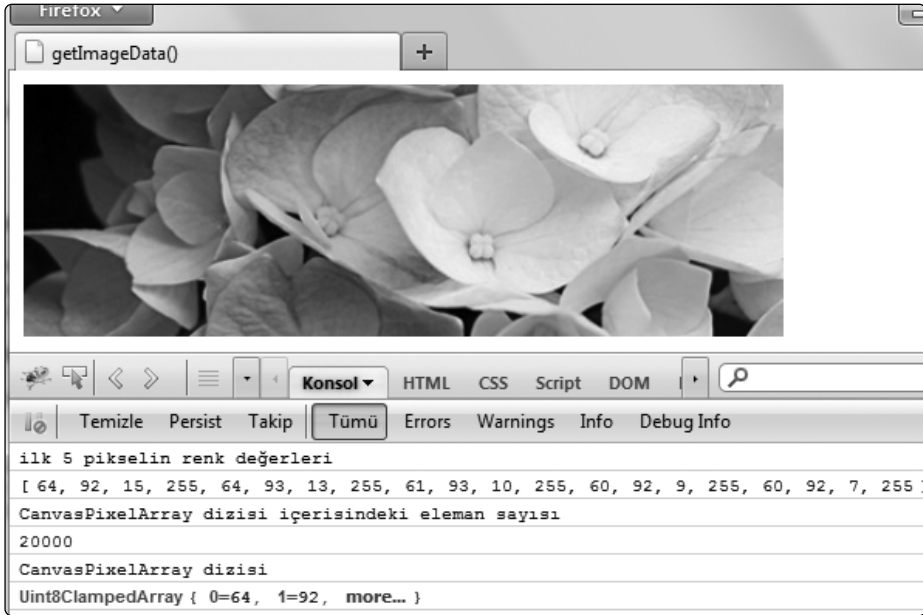 Firefox
getImageData()
Konsol HTML CSS Script DOM
Temizle Persist Takip Tümü Errors Warnings Info Debug Info
ilk 5 pikselin renk değerleri
[ 64, 92, 15, 255, 64, 93, 13, 255, 61, 93, 10, 255, 60, 92, 9, 255, 60, 92, 7, 255 ]
CanvasPixelArray dizisi içerisindeki eleman sayısı
20000
CanvasPixelArray dizisi
Uint8ClampedArray { 0=64, 1=92, more... }